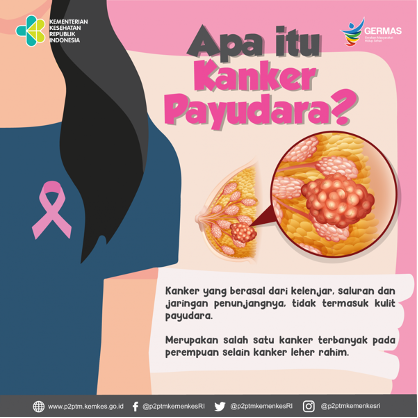 KEMENTERIAN
KESEHATAN
REPUBLIK
INDONESIA
GERMAS
Apa itu
Kanker
Payudara?
Kanker yang berasal dari kelenjar, saluran dan
jaringan penunjangnya, tidak termasuk kulit
payudara.
Merupakan salah satu kanker terbanyak pada
perempuan selain kanker leher rahim.
www.p2ptm.kemkes.go.id
@p2ptmkemenkesRI
@p2ptmkemenkesRI
@p2ptmkemenkesRI